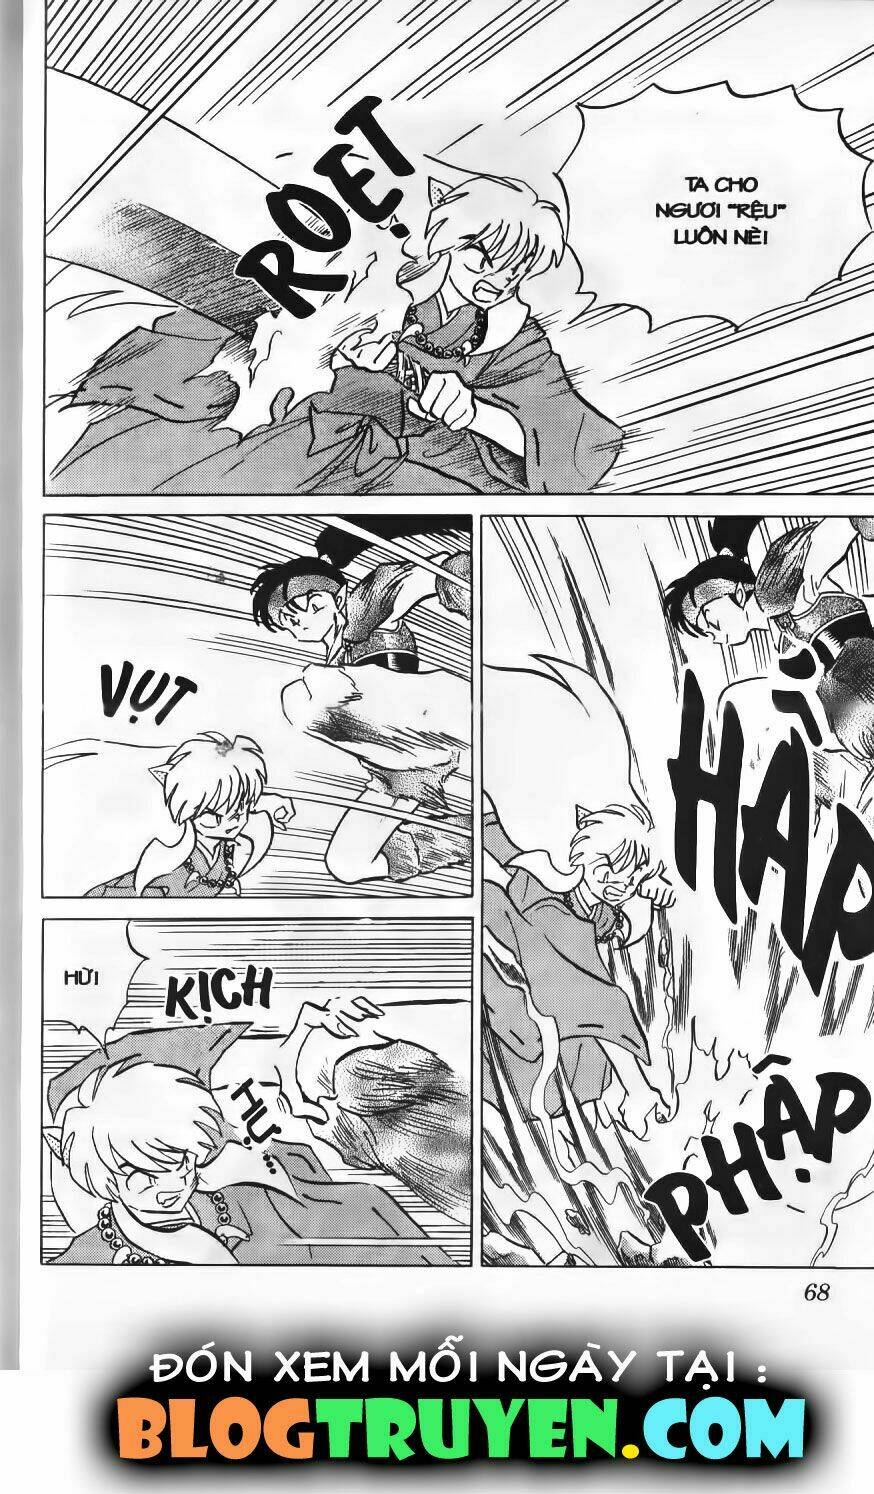 ROẸT
TA CHO
NGƯƠI "RỆU"
LUÔN NÈ!
VỤT
HẢ
HẬP
PHẬP
HỪ!
KỊCH
HỰ...
68
ĐÓN XEM MỖI NGÀY TẠI :
BLOGTRUYEN.COM